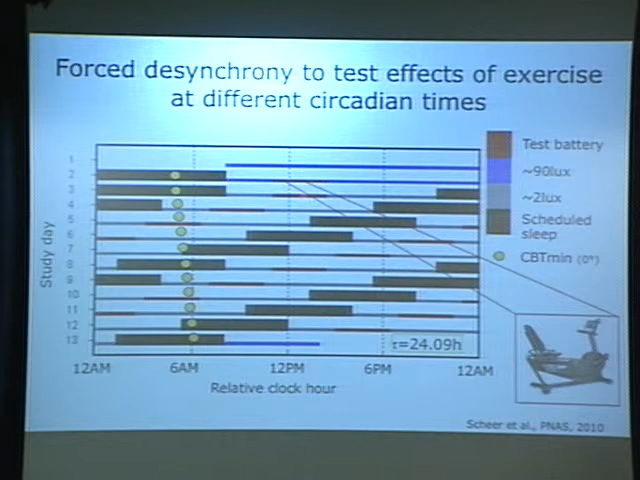 Forced desynchrony to test effects of exercise
at different circadian times
Test battery
~90lux
~2lux
Scheduled
sleep
CBTmin (0°)
Study day
1
2
3
4
5
6
7
8
9
10
11
12
13
τ=24.09h
12AM 6AM 12PM 6PM 12AM
Relative clock hour
Scheer et al., PNAS, 2010